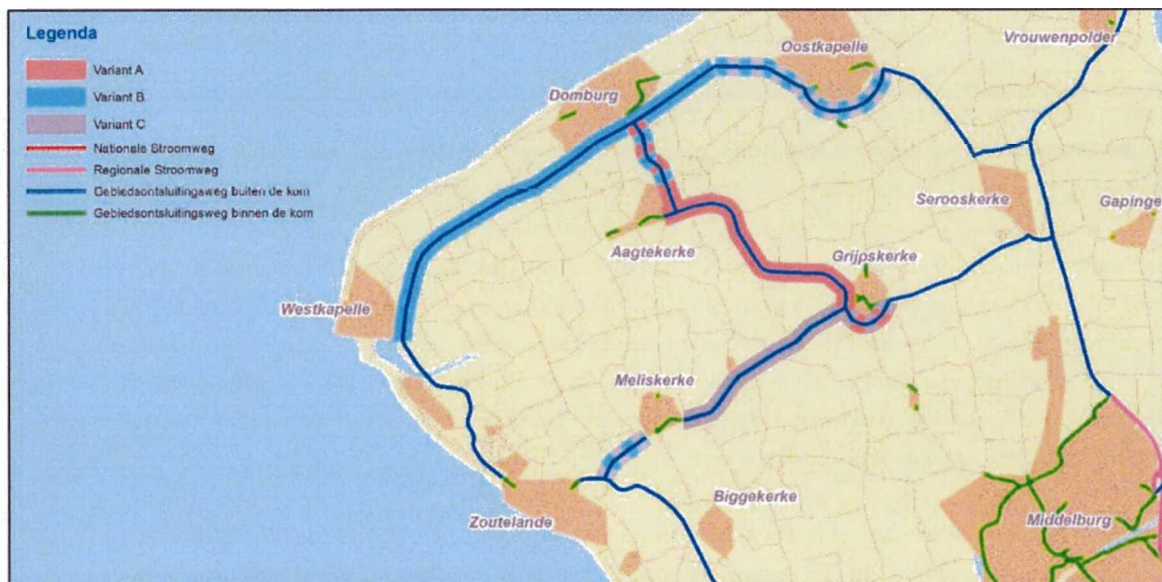 Legenda
Variant A
Variant B
Variant C
Nationale Stroomweg
Regionale Stroomweg
Gebiedsontsluitingsweg buiten de kom
Gebiedsontsluitingsweg binnen de kom
Vrouwenpolder
Oostkapelle
Domburg
Serooskerke
Gapinge
Aagtekerke
Grijpskerke
Westkapelle
Meliskerke
Biggekerke
Zoutelande
Middelburg